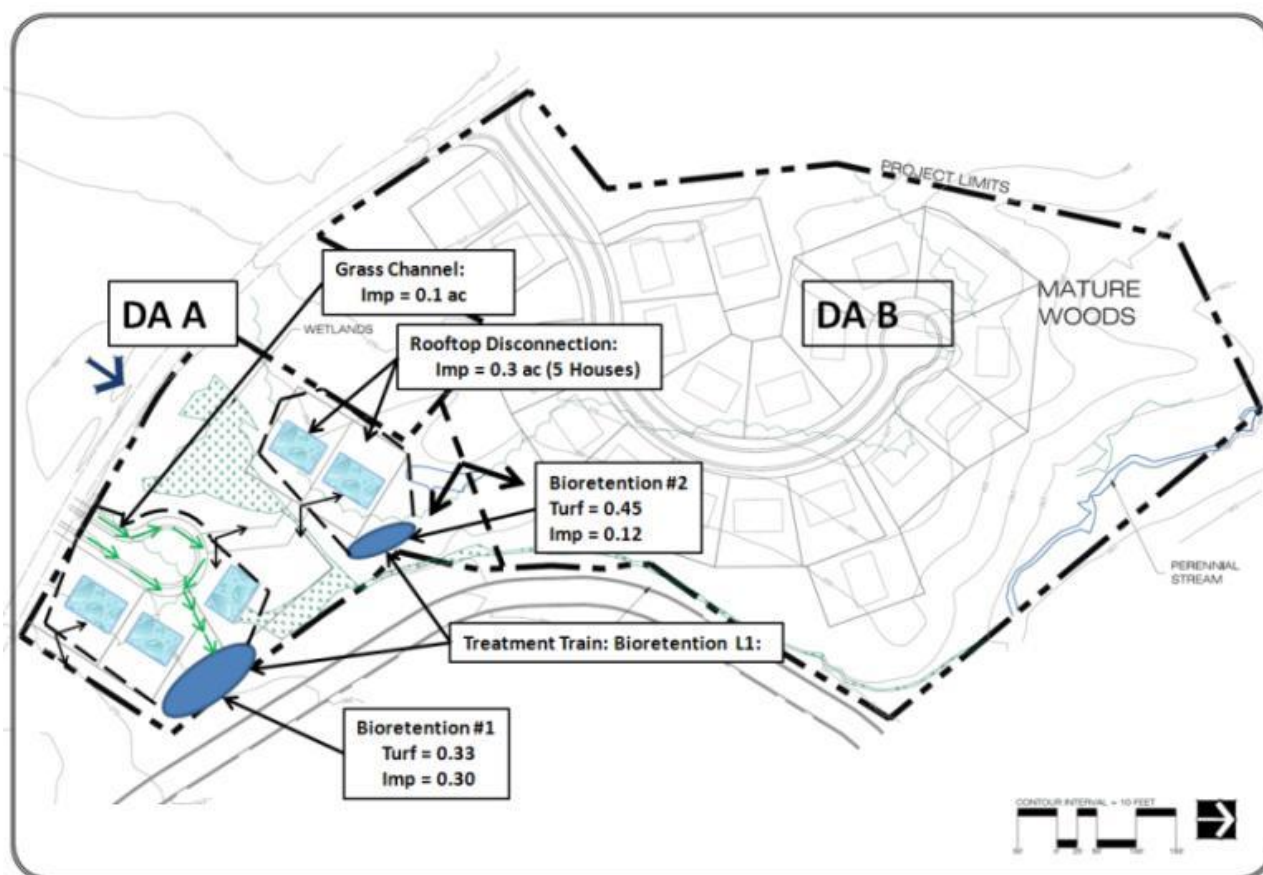 PROJECT LIMITS
Grass Channel:
Imp = 0.1 ac
DA A
DA B
MATURE
WOODS
WETLANDS
Rooftop Disconnection:
Imp = 0.3 ac (5 Houses)
Bioretention #2
Turf = 0.45
Imp = 0.12
PERENNIAL
STREAM
Treatment Train: Bioretention L1:
Bioretention #1
Turf = 0.33
Imp = 0.30
CONTOUR INTERVAL = 10 FEET